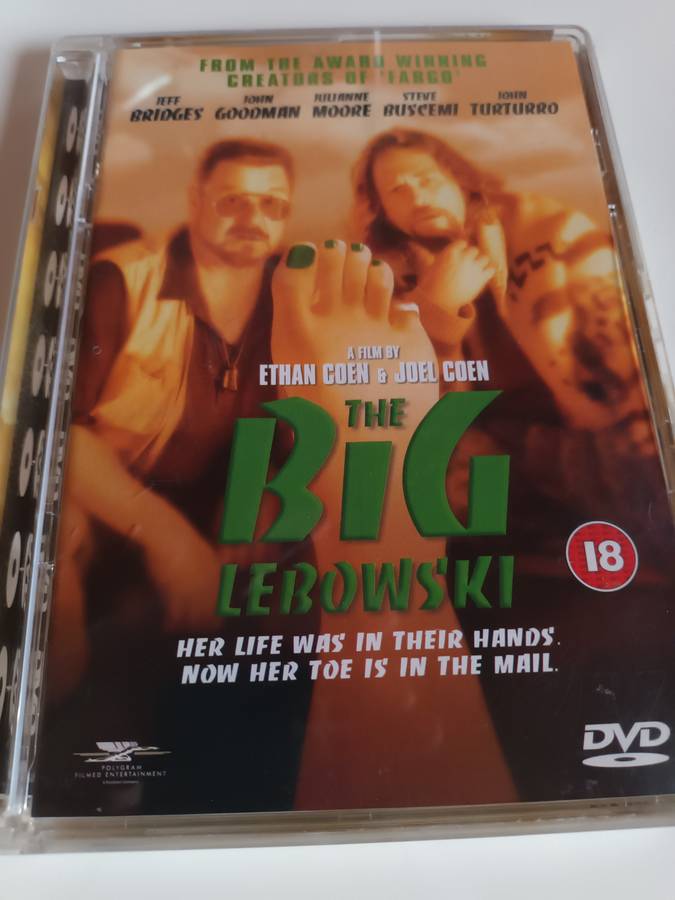 FROM THE AWARD WINNING
CREATORS OF 'FARGO'
JEFF BRIDGES
JOHN GOODMAN
JULIANNE MOORE
STEVE BUSCEMI
JOHN TURTURRO
A FILM BY
ETHAN COEN & JOEL COEN
THE
BIG
LEBOWSKI
18
HER LIFE WAS IN THEIR HANDS.
NOW HER TOE IS IN THE MAIL.
DVD
POLYGRAM
FILMED ENTERTAINMENT